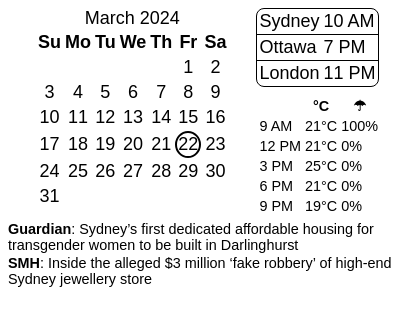 March 2024
Su Mo Tu We Th Fr Sa
1 2
3 4 5 6 7 8 9
10 11 12 13 14 15 16
17 18 19 20 21 22 23
24 25 26 27 28 29 30
31
Sydney 10 AM
Ottawa 7 PM
London 11 PM
°C ☂
9 AM 21°C 100%
12 PM 21°C 0%
3 PM 25°C 0%
6 PM 21°C 0%
9 PM 19°C 0%
Guardian: Sydney’s first dedicated affordable housing for
transgender women to be built in Darlinghurst
SMH: Inside the alleged $3 million ‘fake robbery’ of high-end
Sydney jewellery store